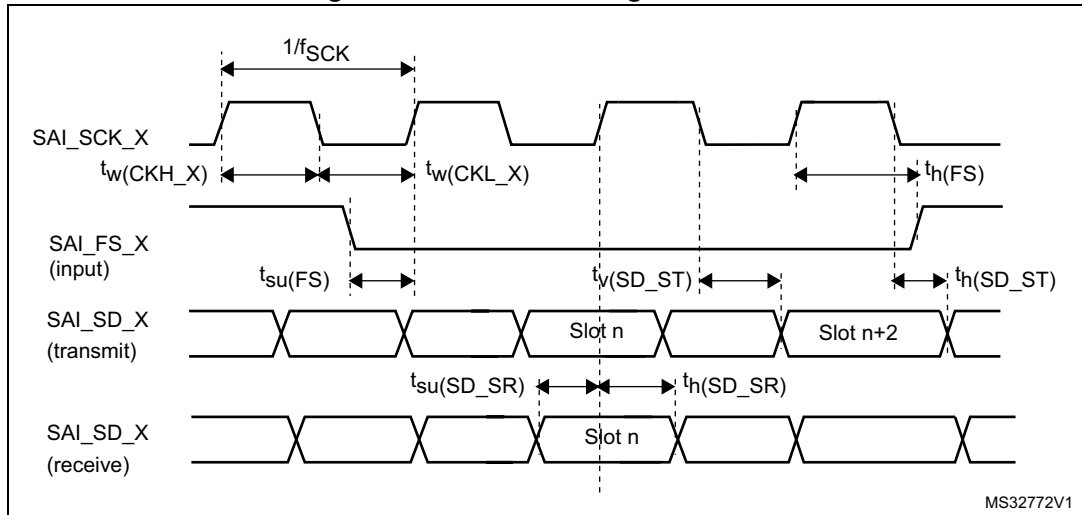 1/fSCK
SAI_SCK_X
tw(CKH_X)
tw(CKL_X)
th(FS)
SAI_FS_X
(input)
tsu(FS)
tv(SD_ST)
th(SD_ST)
SAI_SD_X
(transmit)
Slot n
Slot n+2
tsu(SD_SR)
th(SD_SR)
SAI_SD_X
(receive)
Slot n
MS32772V1